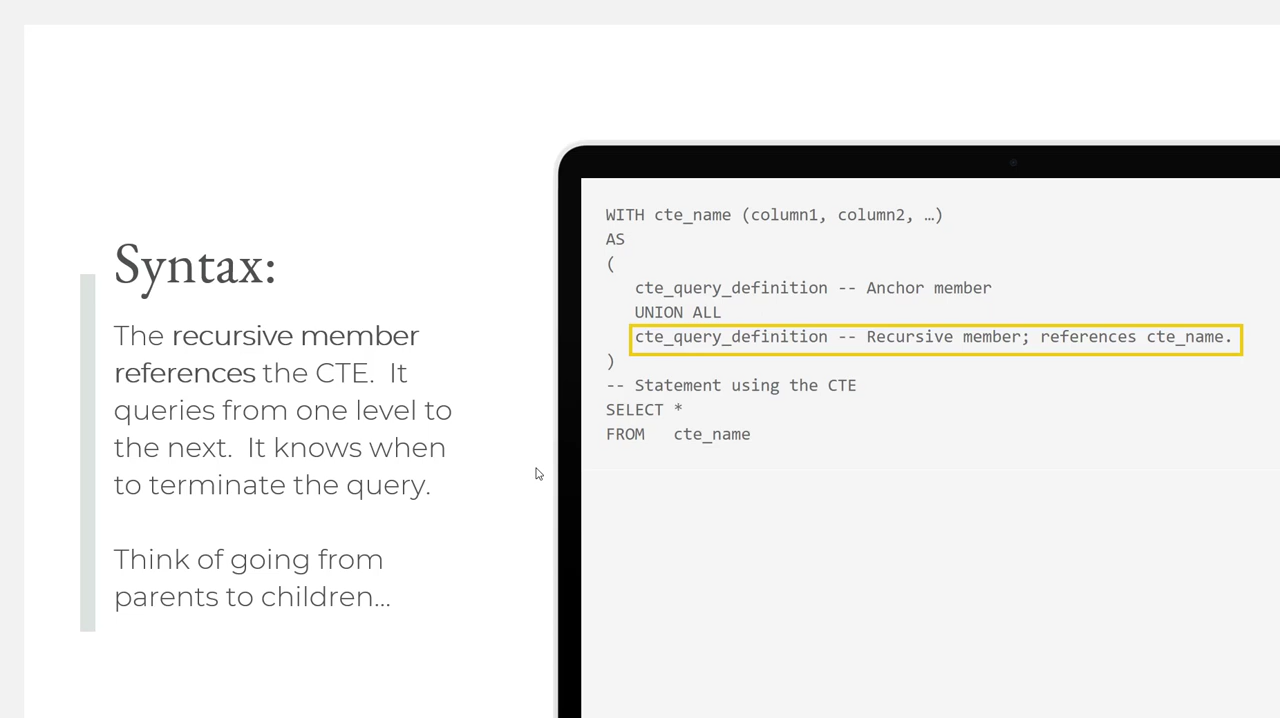 Syntax:
The recursive member
references the CTE.  It
queries from one level to
the next.  It knows when
to terminate the query.
Think of going from
parents to children...
WITH cte_name (column1, column2, …)
AS
(
   cte_query_definition -- Anchor member
   UNION ALL
   cte_query_definition -- Recursive member; references cte_name.
)
-- Statement using the CTE
SELECT *
FROM   cte_name